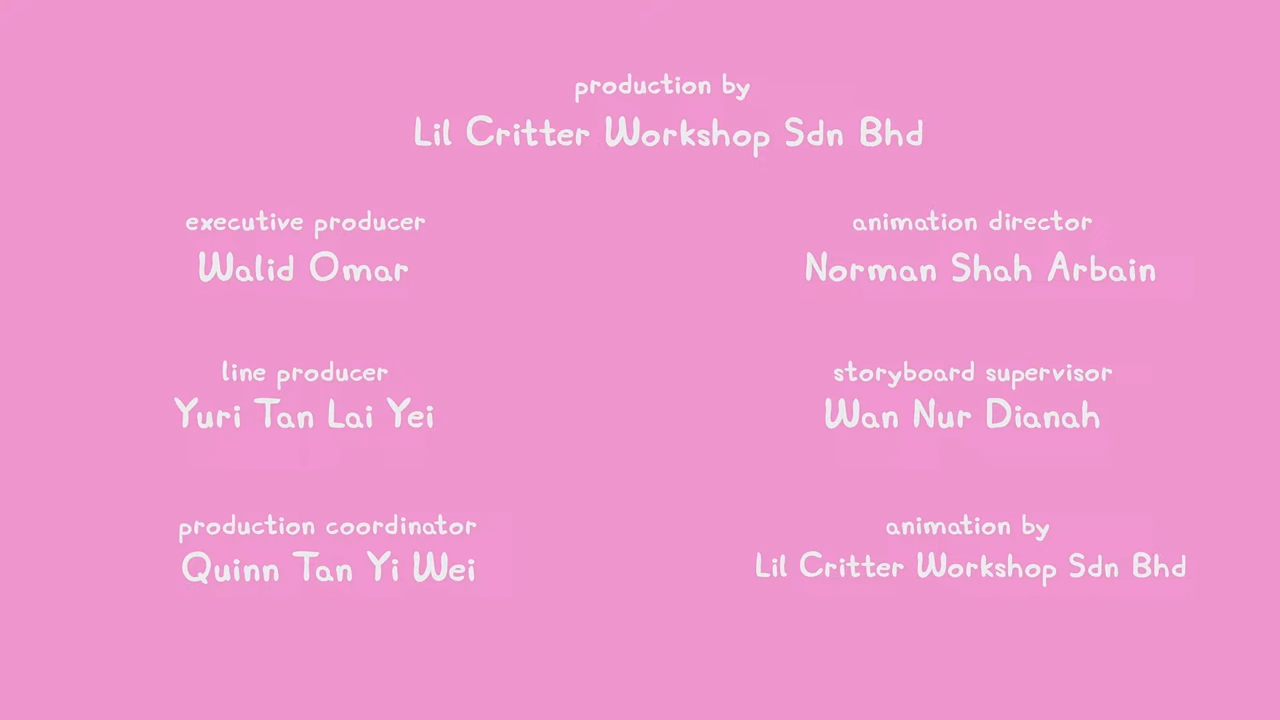 production by
Lil Critter Workshop Sdn Bhd
executive producer
Walid Omar
animation director
Norman Shah Arbain
line producer
Yuri Tan Lai Yei
storyboard supervisor
Wan Nur Dianah
production coordinator
Quinn Tan Yi Wei
animation by
Lil Critter Workshop Sdn Bhd